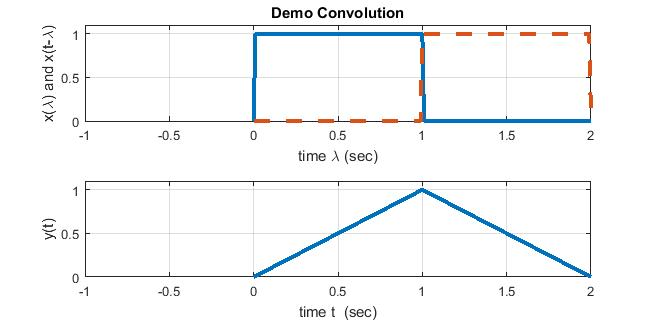 Demo Convolution
x(λ) and x(t-λ)
1
0.5
0
-1 -0.5 0 0.5 1 1.5 2
time λ (sec)
y(t)
1
0.5
0
-1 -0.5 0 0.5 1 1.5 2
time t (sec)